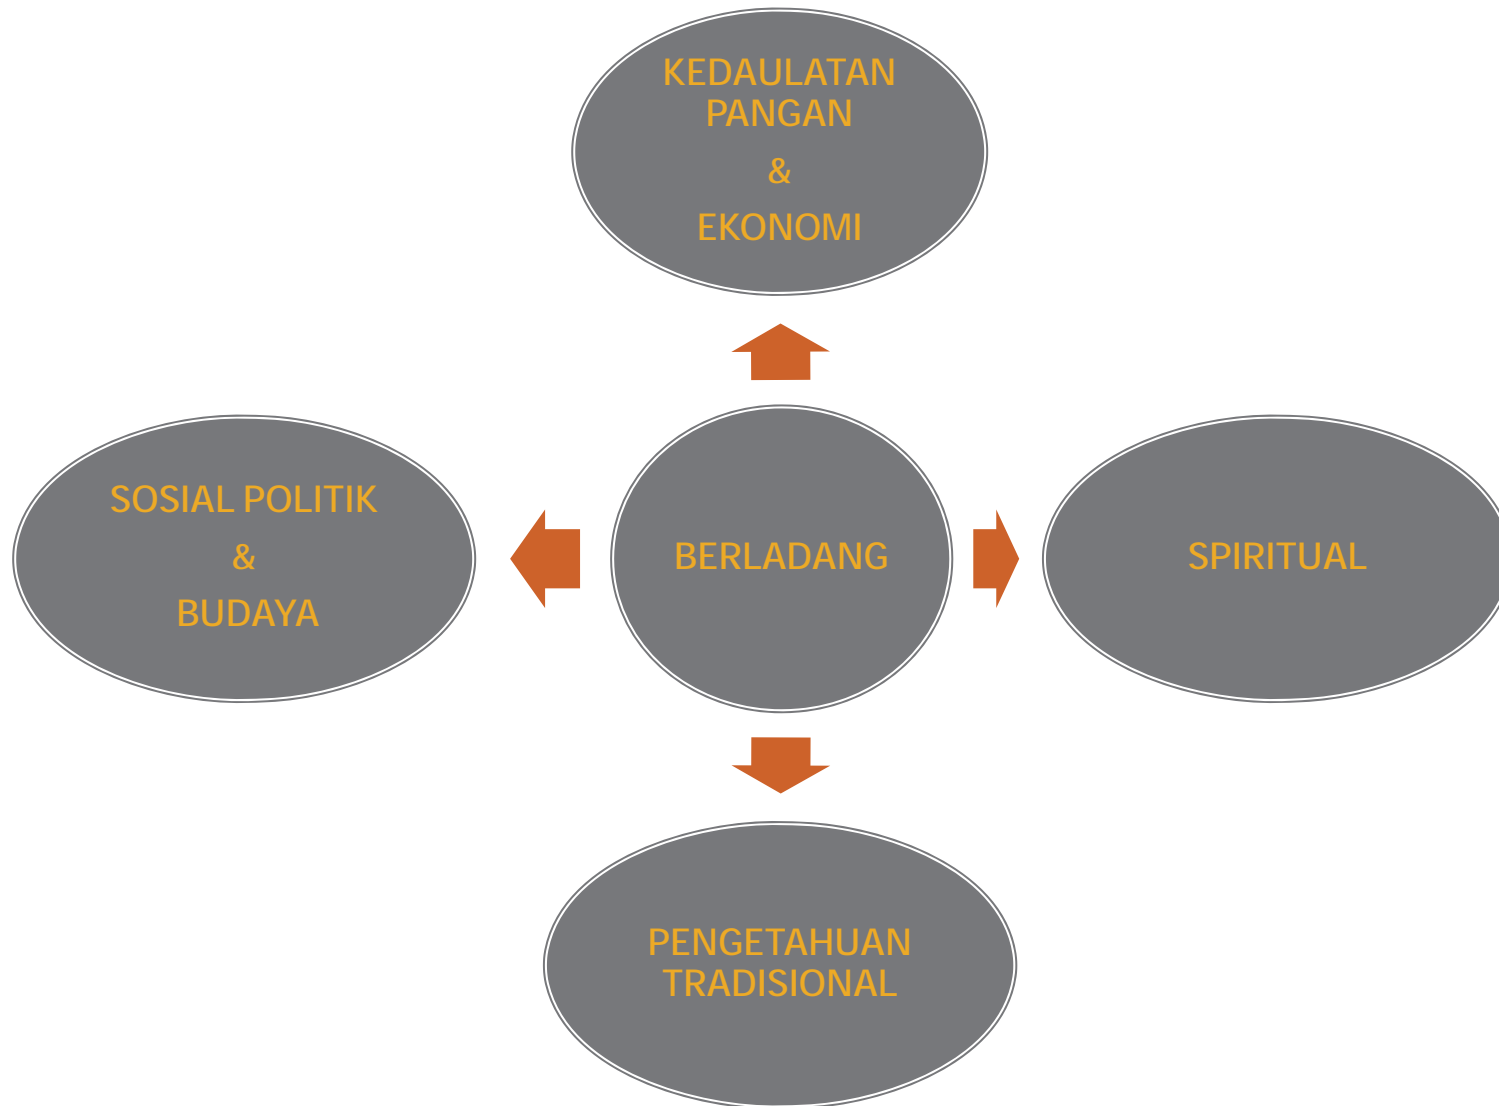 KEDAULATAN
PANGAN
&
EKONOMI
SOSIAL POLITIK
&
BUDAYA
BERLADANG
SPIRITUAL
PENGETAHUAN
TRADISIONAL